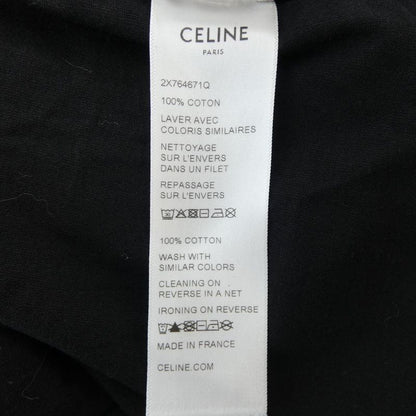 CELINE
PARIS
2X764671Q
100% COTON
LAVER AVEC
COLORIS SIMILAIRES
NETTOYAGE
SUR L'ENVERS
DANS UN FILET
REPASSAGE
SUR L'ENVERS
100% COTTON
WASH WITH
SIMILAR COLORS
CLEANING ON
REVERSE IN A NET
IRONING ON REVERSE
MADE IN FRANCE
CELINE.COM